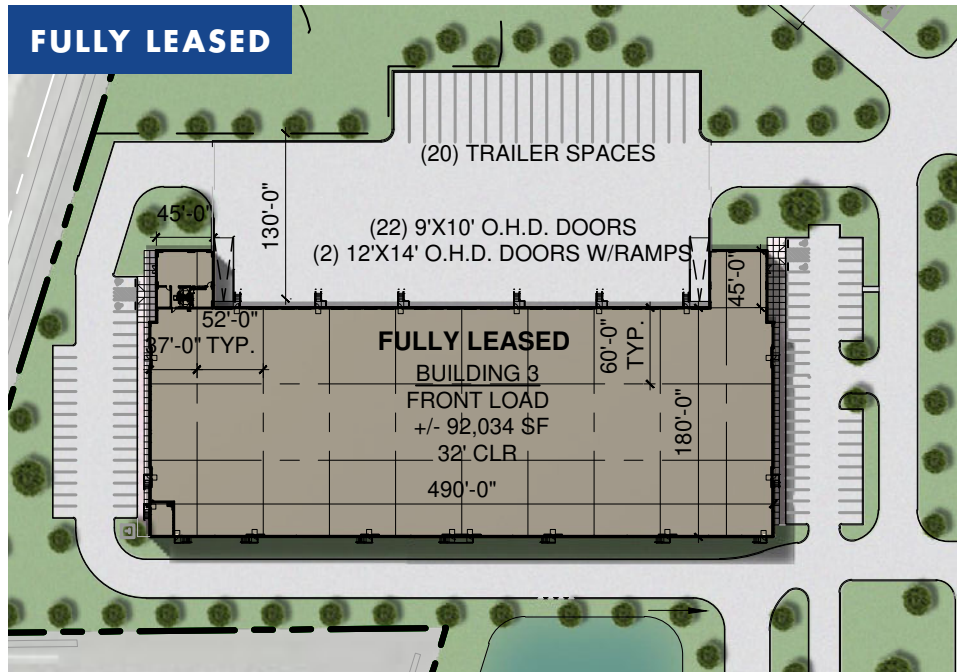 FULLY LEASED
(20) TRAILER SPACES
130'-0"
45'-0"
(22) 9'X10' O.H.D. DOORS
(2) 12'X14' O.H.D. DOORS W/RAMPS
45'-0"
52'-0"
37'-0" TYP.
FULLY LEASED
BUILDING 3
FRONT LOAD
+/- 92,034 SF
32' CLR
60'-0"
TYP.
180'-0"
490'-0"